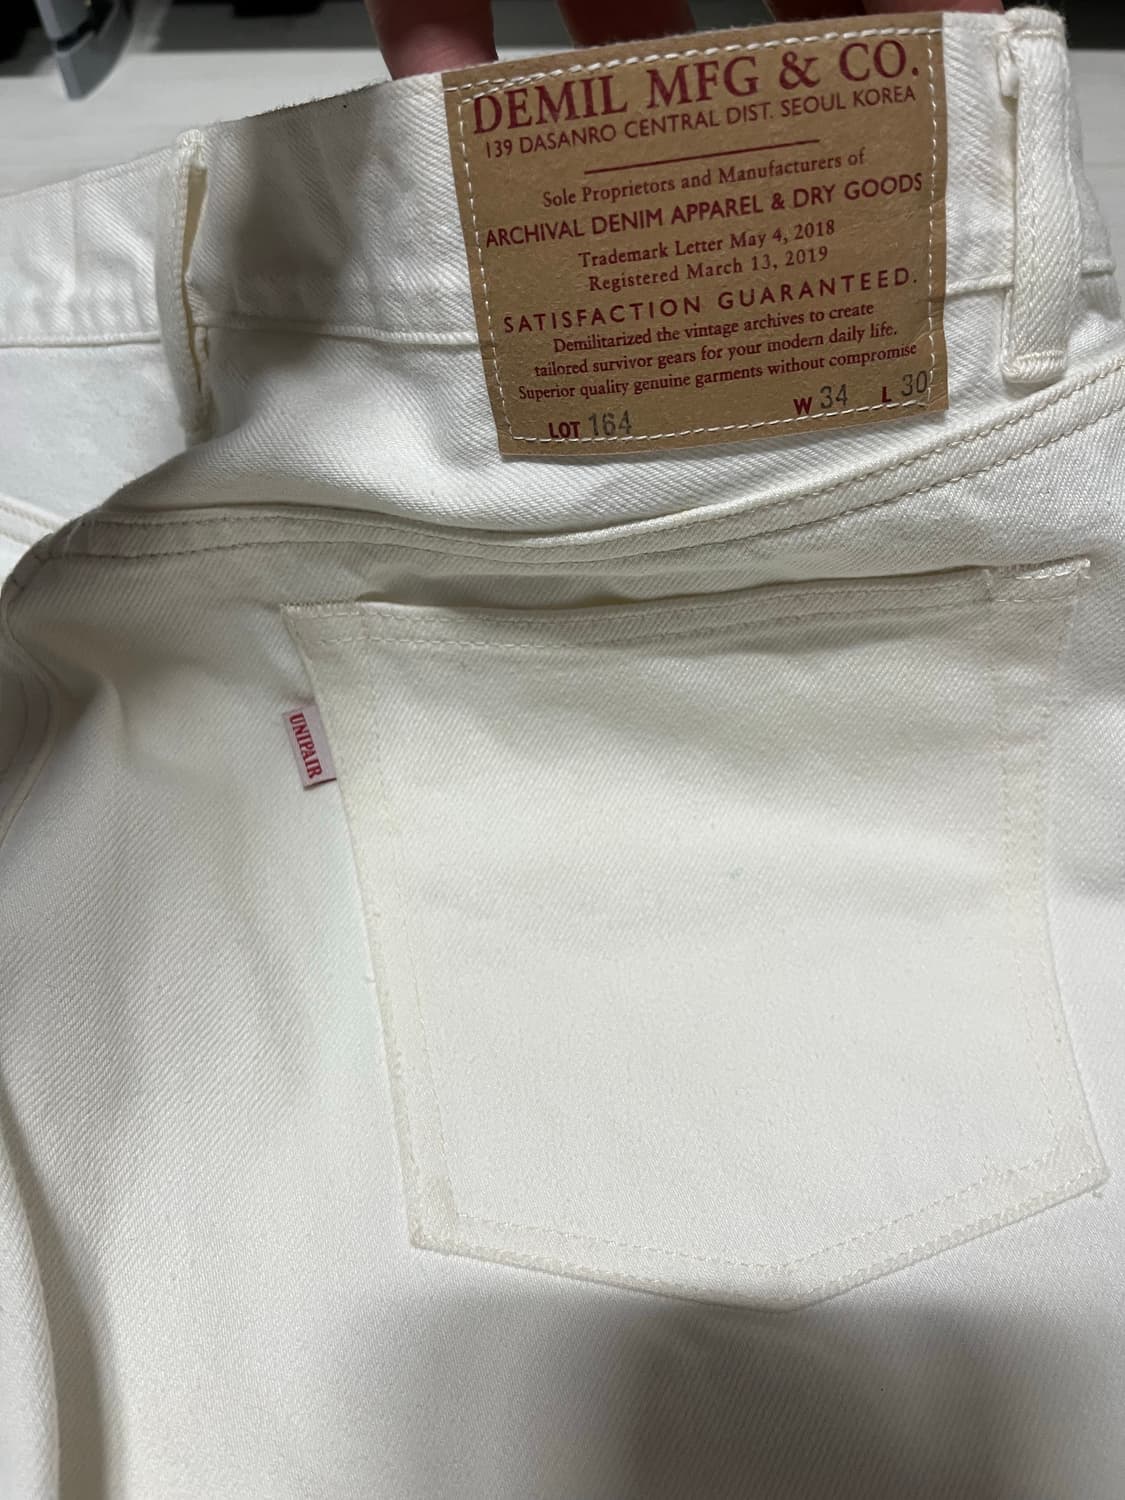 DEMIL MFG & CO.
139 DASANRO CENTRAL DIST. SEOUL KOREA
Sole Proprietors and Manufacturers of
ARCHIVAL DENIM APPAREL & DRY GOODS
Trademark Letter May 4, 2018
Registered March 13, 2019
SATISFACTION GUARANTEED.
Demilitarized the vintage archives to create
tailored survivor gears for your modern daily life.
Superior quality genuine garments without compromise
LOT 164 W 34 L 30
UNIPAIR